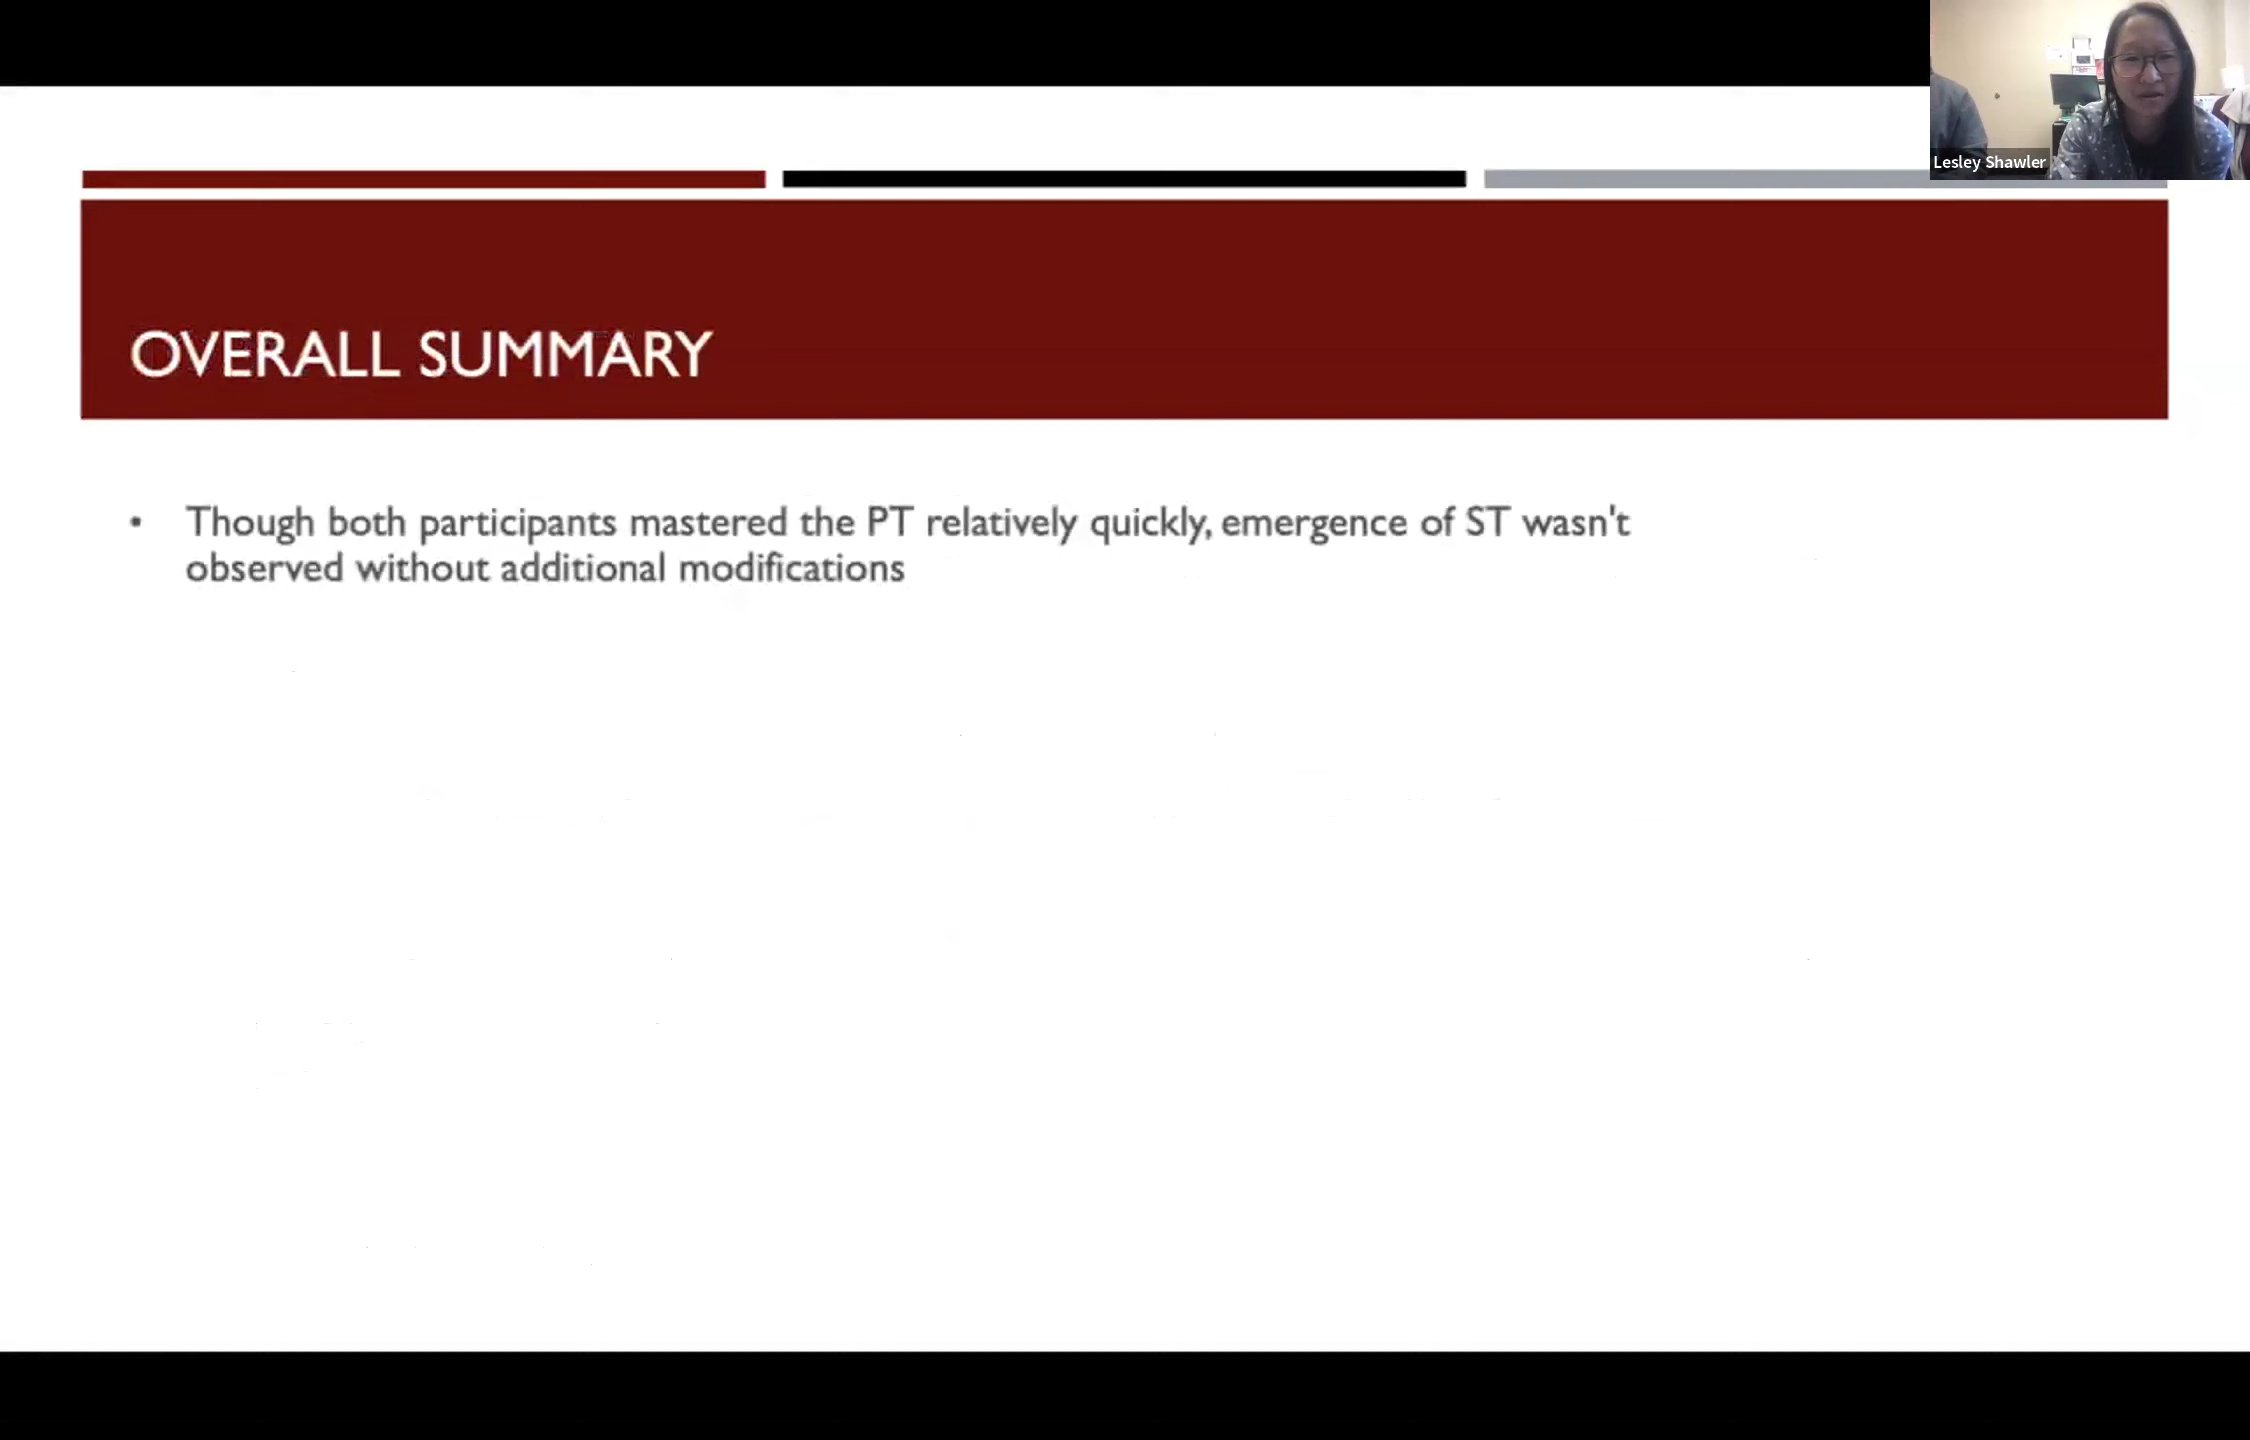 Lesley Shawler
OVERALL SUMMARY
• Though both participants mastered the PT relatively quickly, emergence of ST wasn't
observed without additional modifications